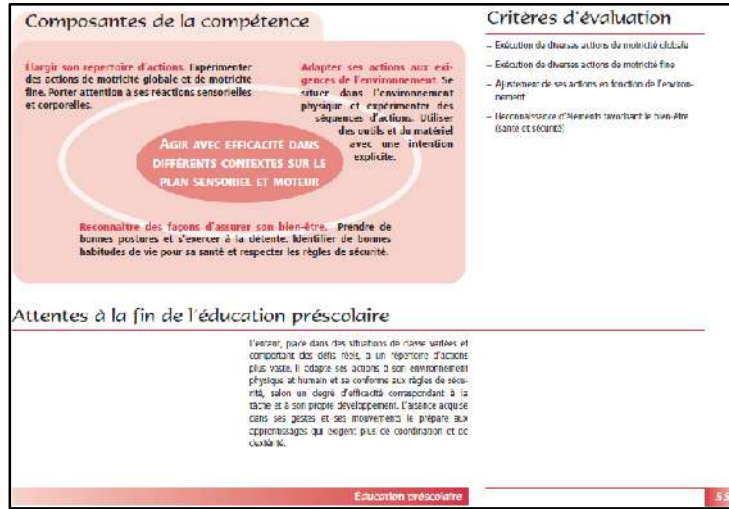 Composantes de la compétence
Élargir son répertoire d'actions. Expérimenter
des actions de motricité globale et de motricité
fine. Porter attention à ses réactions sensorielles
et corporelles.
Adapter ses actions aux exi-
gences de l'environnement. Se
situer dans l'environnement
physique et expérimenter des
séquences d'actions. Utiliser
des outils et du matériel
avec une intention
explicite.
AGIR AVEC EFFICACITÉ DANS
DIFFÉRENTS CONTEXTES SUR LE
PLAN SENSORIEL ET MOTEUR
Reconnaître des façons d'assurer son bien-être. Prendre de
bonnes postures et s'exercer à la détente. Identifier de bonnes
habitudes de vie pour sa santé et respecter les règles de sécurité.
Critères d'évaluation
– Exécution de diverses actions de motricité globale
– Exécution de diverses actions de motricité fine
– Ajustement de ses actions en fonction de l'environ-
nement
– Reconnaissance d'éléments favorisant le bien-être
(santé et sécurité)
Attentes à la fin de l'éducation préscolaire
L'enfant, placé dans des situations de classe variées et
comportant des défis réels, a un répertoire d'actions
plus vaste. Il adapte ses actions à son environnement
physique et humain et se conforme aux règles de sécu-
rité, selon un degré d'efficacité correspondant à la
tâche et à son propre développement. L'aisance acquise
dans ses gestes et ses mouvements le prépare aux
apprentissages qui exigent plus de coordination et de
dextérité.
Éducation préscolaire